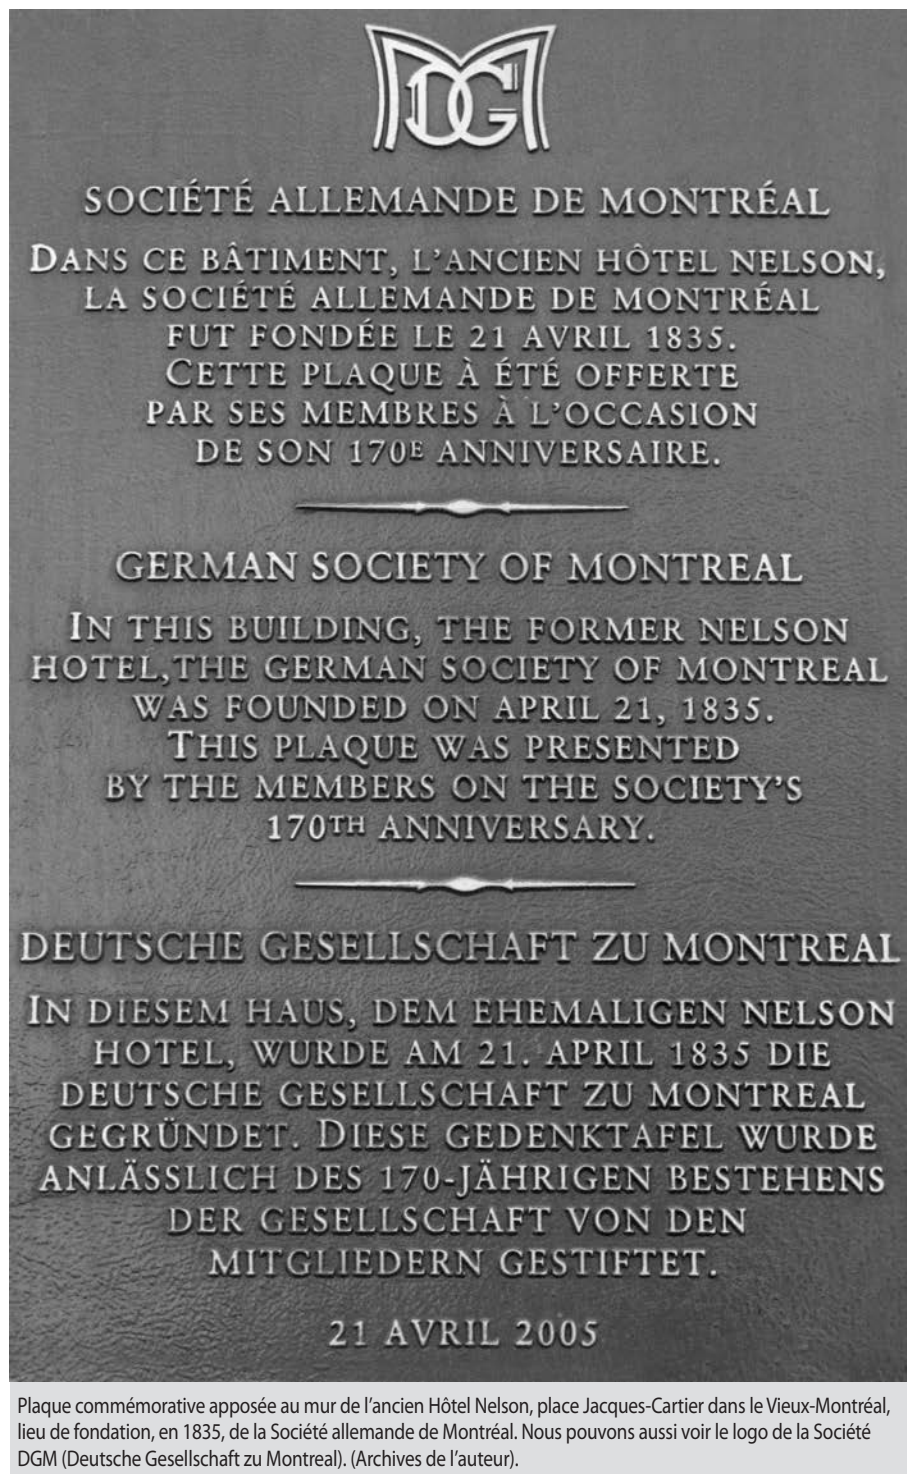 DGM
SOCIÉTÉ ALLEMANDE DE MONTRÉAL
DANS CE BÂTIMENT, L'ANCIEN HÔTEL NELSON,
LA SOCIÉTÉ ALLEMANDE DE MONTRÉAL
FUT FONDÉE LE 21 AVRIL 1835.
CETTE PLAQUE À ÉTÉ OFFERTE
PAR SES MEMBRES À L'OCCASION
DE SON 170E ANNIVERSAIRE.
GERMAN SOCIETY OF MONTREAL
IN THIS BUILDING, THE FORMER NELSON
HOTEL,THE GERMAN SOCIETY OF MONTREAL
WAS FOUNDED ON APRIL 21, 1835.
THIS PLAQUE WAS PRESENTED
BY THE MEMBERS ON THE SOCIETY'S
170TH ANNIVERSARY.
DEUTSCHE GESELLSCHAFT ZU MONTREAL
IN DIESEM HAUS, DEM EHEMALIGEN NELSON
HOTEL, WURDE AM 21. APRIL 1835 DIE
DEUTSCHE GESELLSCHAFT ZU MONTREAL
GEGRÜNDET. DIESE GEDENKTAFEL WURDE
ANLÄSSLICH DES 170-JÄHRIGEN BESTEHENS
DER GESELLSCHAFT VON DEN
MITGLIEDERN GESTIFTET.
21 AVRIL 2005
Plaque commémorative apposée au mur de l'ancien Hôtel Nelson, place Jacques-Cartier dans le Vieux-Montréal,
lieu de fondation, en 1835, de la Société allemande de Montréal. Nous pouvons aussi voir le logo de la Société
DGM (Deutsche Gesellschaft zu Montreal). (Archives de l'auteur).